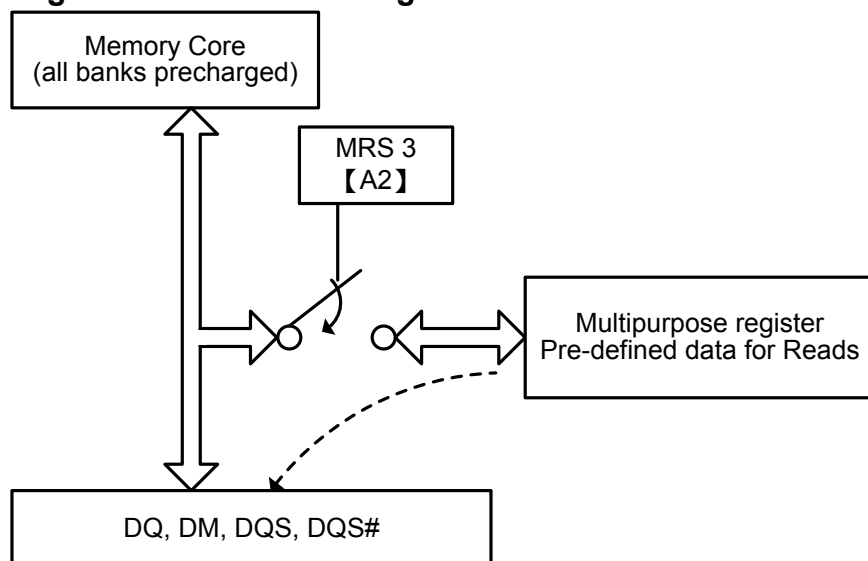 Memory Core
(all banks precharged)
MRS 3
【A2】
Multipurpose register
Pre-defined data for Reads
DQ, DM, DQS, DQS#